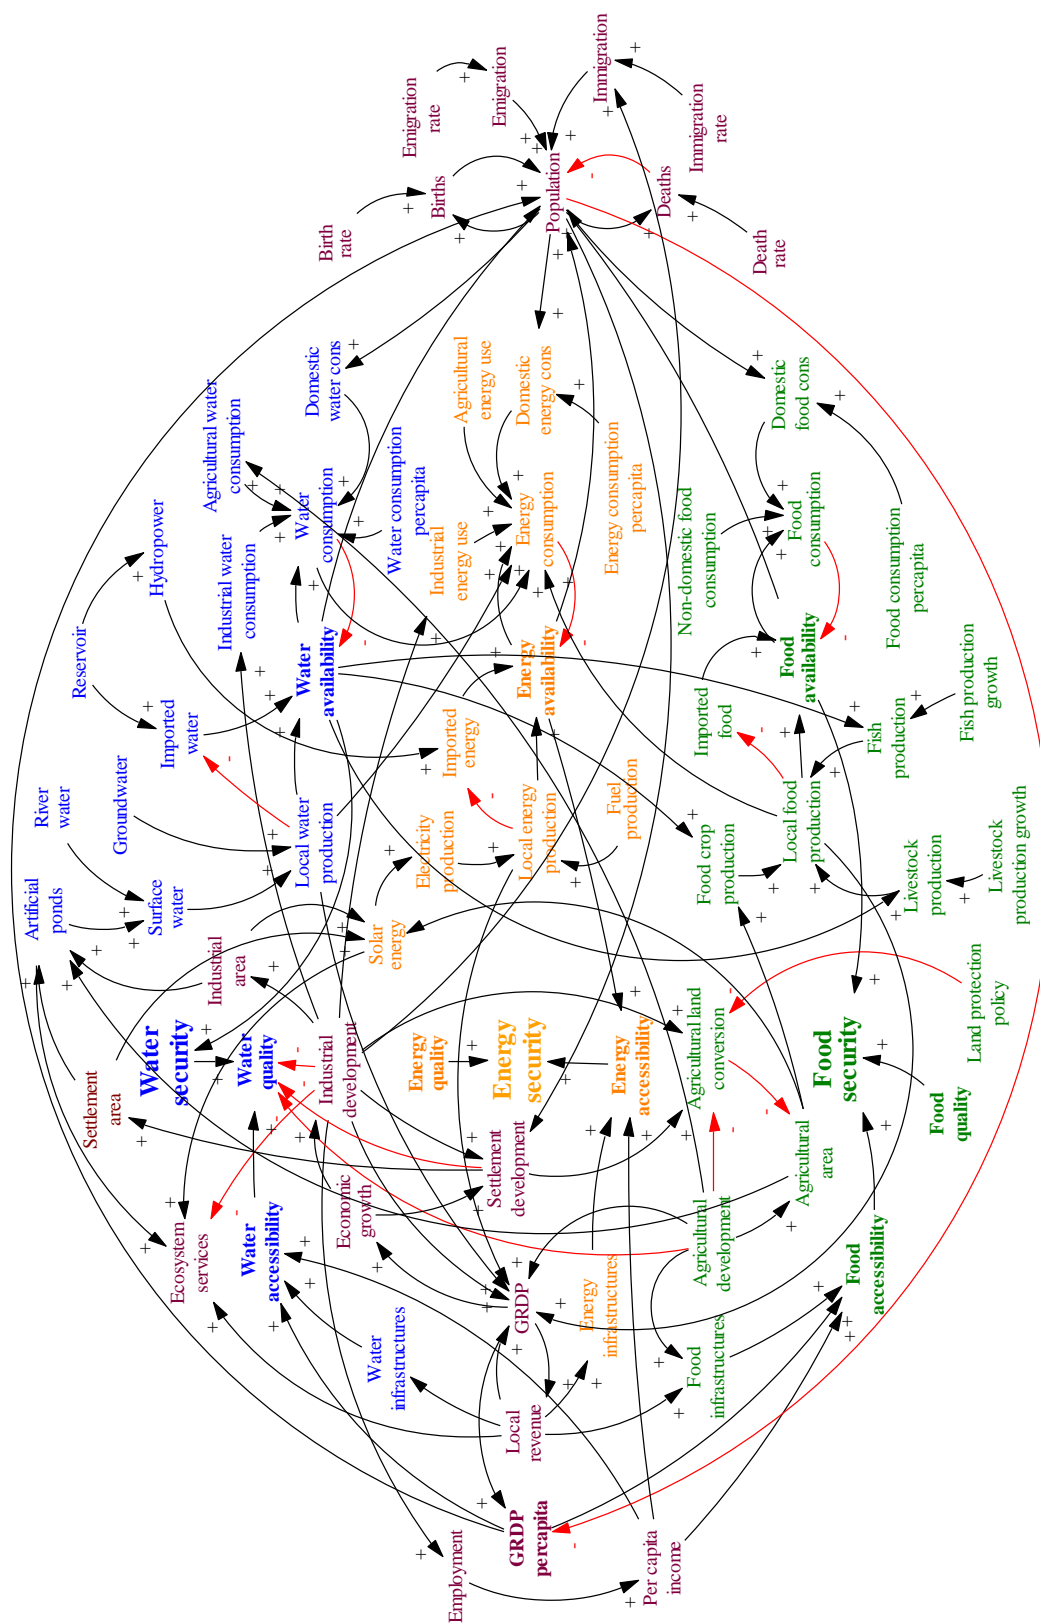 Artificial
ponds
River
water
Reservoir
Settlement
area
Groundwater
Hydropower
Water
security
Surface
water
Imported
water
Ecosystem
services
Industrial
area
Industrial water
consumption
Agricultural water
consumption
Water
accessibility
Water
quality
Local water
production
Water
availability
Water
consumption
Domestic
water cons
Birth
rate
Economic
growth
Industrial
development
Water
infrastructures
Solar
energy
Water consumption
percapita
Emigration
rate
Energy
quality
Electricity
production
Imported
energy
Industrial
energy use
Agricultural
energy use
Births
Employment
Settlement
development
Energy
security
Emigration
GRDP
percapita
Local
revenue
GRDP
Local energy
production
Energy
availability
Energy
consumption
Domestic
energy cons
Population
Energy
infrastructures
Energy
accessibility
Fuel
production
Energy consumption
percapita
Immigration
Per capita
income
Deaths
Food
infrastructures
Agricultural
development
Agricultural land
conversion
Food crop
production
Imported
food
Non-domestic food
consumption
Immigration
rate
Agricultural
area
Local food
production
Food
availability
Food
consumption
Domestic
food cons
Death
rate
Food
security
Food
accessibility
Fish
production
Food consumption
percapita
Livestock
production
Food
quality
Land protection
policy
Fish production
growth
Livestock
production growth